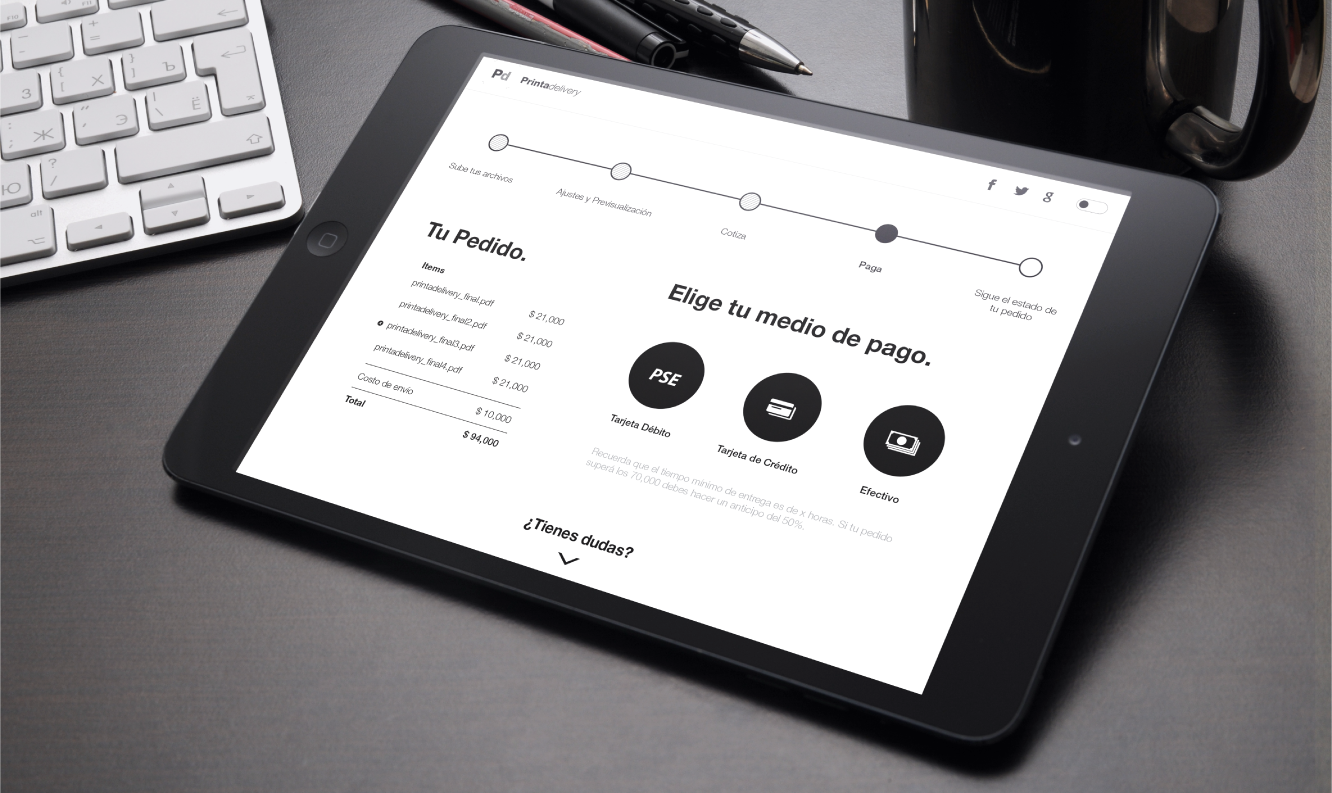 Pd Printadelivery
Sube tus archivos
Ajustes y Previsualización
Cotiza
Paga
Sigue el estado de
tu pedido
Tu Pedido.
Items
printadelivery_final.pdf $ 21,000
printadelivery_final2.pdf $ 21,000
printadelivery_final3.pdf $ 21,000
printadelivery_final4.pdf $ 21,000
Costo de envio $ 10,000
Total $ 94,000
Elige tu medio de pago.
PSE
Tarjeta Débito
Tarjeta de Crédito
Efectivo
Recuerda que el tiempo mínimo de entrega es de x horas. Si tu pedido
supera los 70,000 debes hacer un anticipo del 50%.
¿Tienes dudas?
alt
Ю
Ж
Э
Ё
Х
Ъ
З